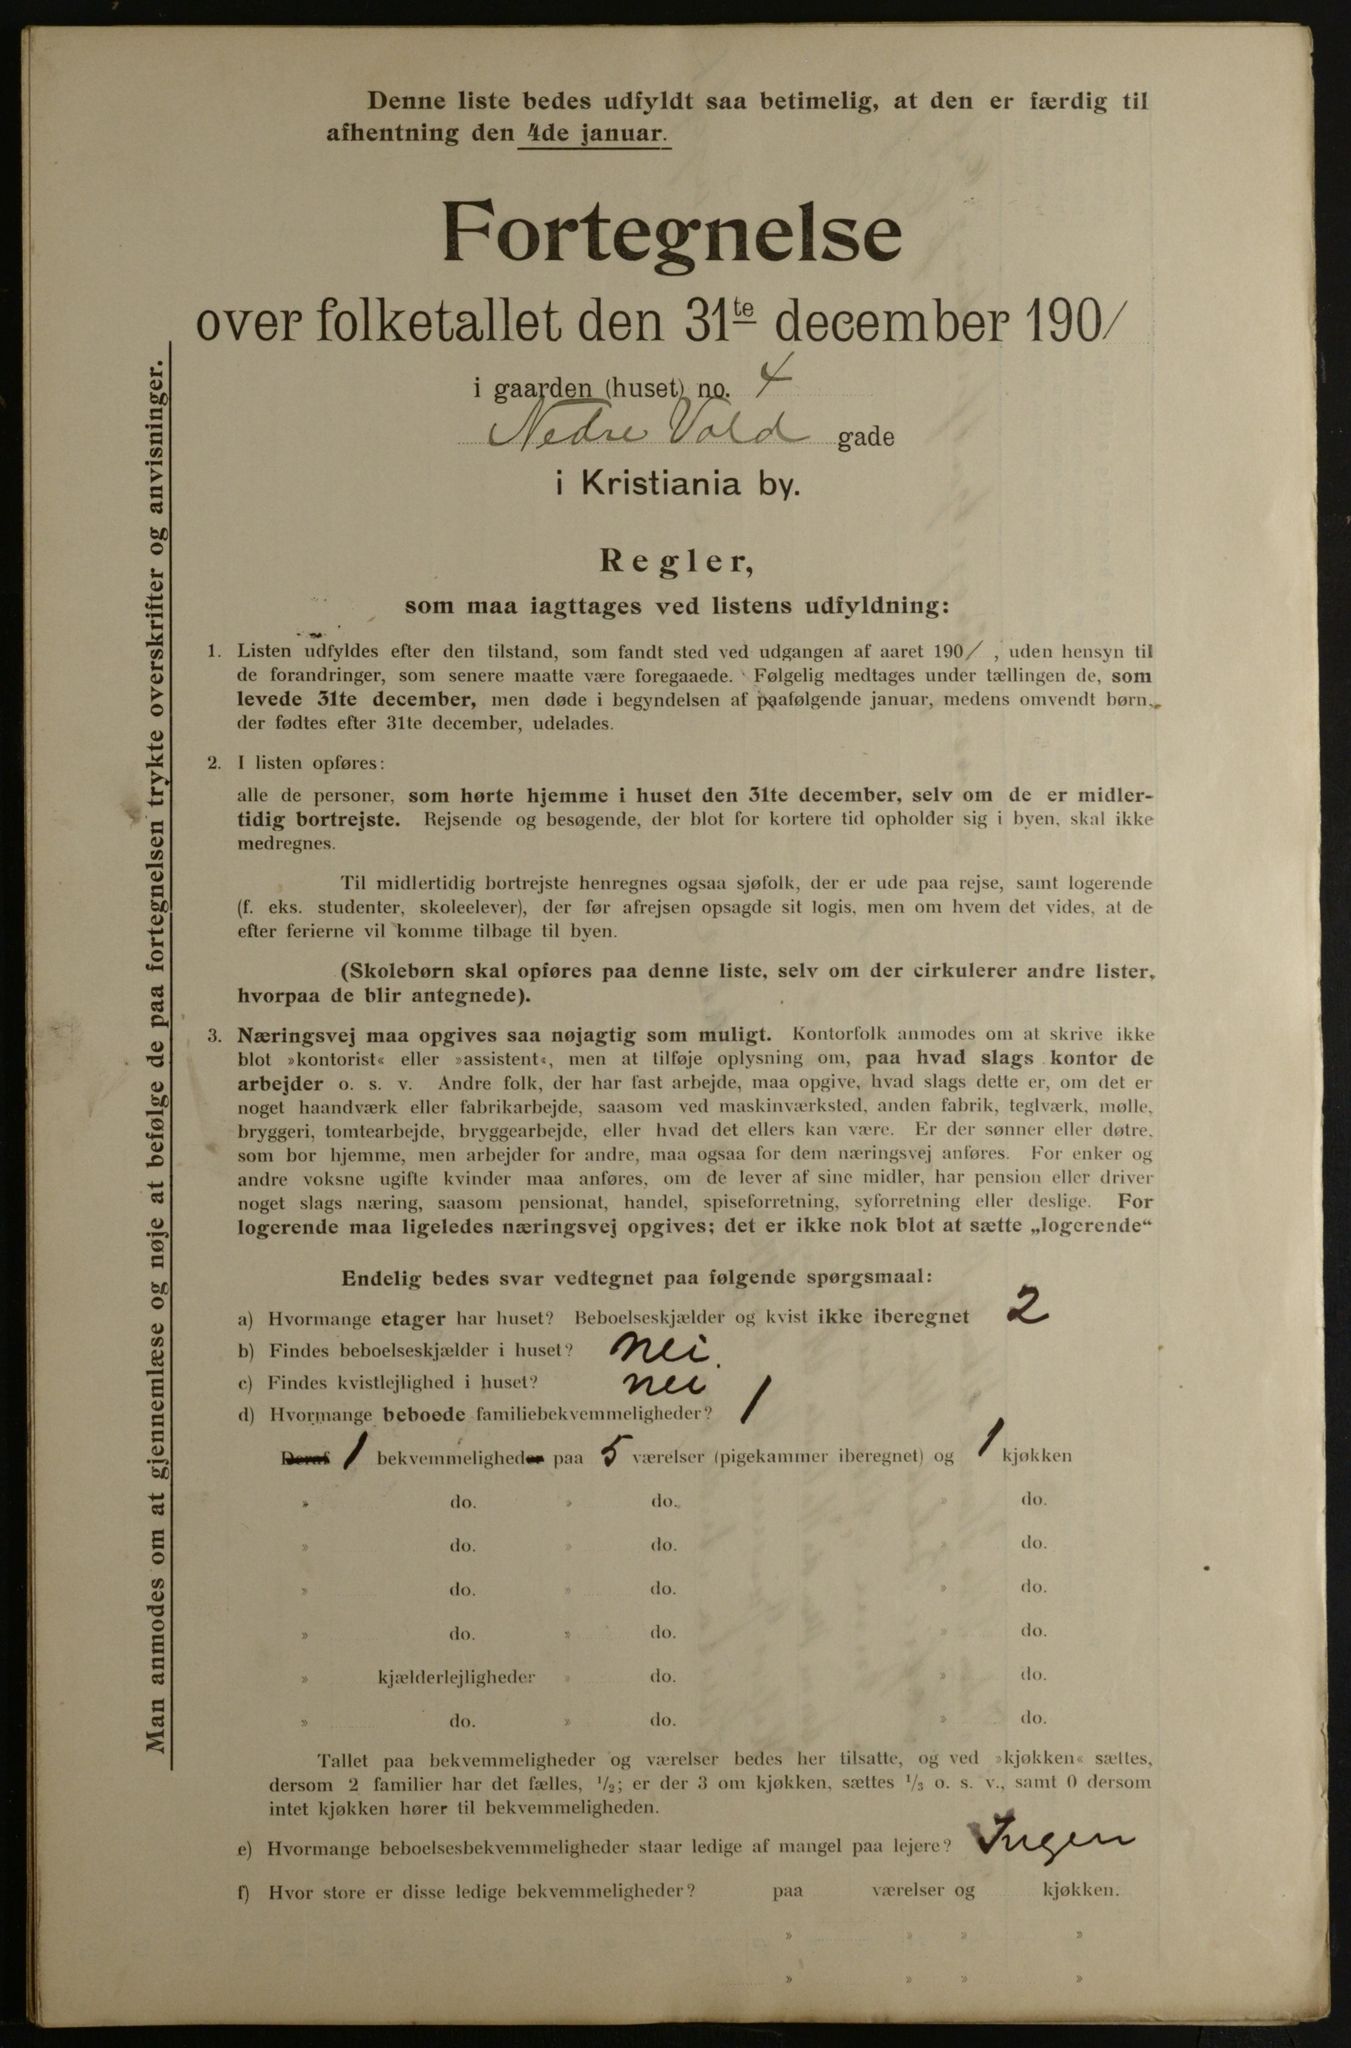 Denne liste bedes udfyldt saa betimelig, at den er færdig til
afhentning den 4de januar.
Fortegnelse
over folketallet den 31te december 190/
i gaarden (huset) no. 4
Nedre Vold gade
i Kristiania by.
Regler,
som maa iagttages ved listens udfyldning:
1. Listen udfyldes efter den tilstand, som fandt sted ved udgangen af aaret 190/ , uden hensyn til
de forandringer, som senere maatte være foregaaede. Følgelig medtages under tællingen de, som
levede 31te december, men døde i begyndelsen af paafølgende januar, medens omvendt børn,
der fødtes efter 31te december, udelades.
2. I listen opføres:
alle de personer, som hørte hjemme i huset den 31te december, selv om de er midler-
tidig bortrejste. Rejsende og besøgende, der blot for kortere tid opholder sig i byen, skal ikke
medregnes.
Til midlertidig bortrejste henregnes ogsaa sjøfolk, der er ude paa rejse, samt logerende
(f. eks. studenter, skoleelever), der før afrejsen opsagde sit logis, men om hvem det vides, at de
efter ferierne vil komme tilbage til byen.
(Skolebørn skal opføres paa denne liste, selv om der cirkulerer andre lister,
hvorpaa de blir antegnede).
3. Næringsvej maa opgives saa nøjagtig som muligt. Kontorfolk anmodes om at skrive ikke
blot »kontorist« eller »assistent«, men at tilføje oplysning om, paa hvad slags kontor de
arbejder o. s. v. Andre folk, der har fast arbejde, maa opgive, hvad slags dette er, om det er
noget haandværk eller fabrikarbejde, saasom ved maskinværksted, anden fabrik, teglværk, mølle,
bryggeri, tomtearbejde, bryggearbejde, eller hvad det ellers kan være. Er der sønner eller døtre,
som bor hjemme, men arbejder for andre, maa ogsaa for dem næringsvej anføres. For enker og
andre voksne ugifte kvinder maa anføres, om de lever af sine midler, har pension eller driver
noget slags næring, saasom pensionat, handel, spiseforretning, syforretning eller deslige. For
logerende maa ligeledes næringsvej opgives; det er ikke nok blot at sætte „logerende“
Endelig bedes svar vedtegnet paa følgende spørgsmaal:
a) Hvormange etager har huset? Beboelseskjælder og kvist ikke iberegnet 2
b) Findes beboelseskjælder i huset? nei.
c) Findes kvistlejlighed i huset? nei
d) Hvormange beboede familiebekvemmeligheder? 1
Deraf 1 bekvemmeligheder paa 5 værelser (pigekammer iberegnet) og 1 kjøkken
» do. » do. » do.
» do. » do. » do.
» do. » do. » do.
» do. » do. » do.
» kjælderlejligheder » do. » do.
» do. » do. » do.
Tallet paa bekvemmeligheder og værelser bedes her tilsatte, og ved »kjøkken« sættes,
dersom 2 familier har det fælles, 1/2; er der 3 om kjøkken, sættes 1/3 o. s. v., samt 0 dersom
intet kjøkken hører til bekvemmeligheden.
e) Hvormange beboelsesbekvemmeligheder staar ledige af mangel paa lejere? Ingen
f) Hvor store er disse ledige bekvemmeligheder? paa værelser og kjøkken.
» » » »
» » » »
Man anmodes om at gjennemlæse og nøje at befølge de paa fortegnelsen trykte overskrifter og anvisninger.